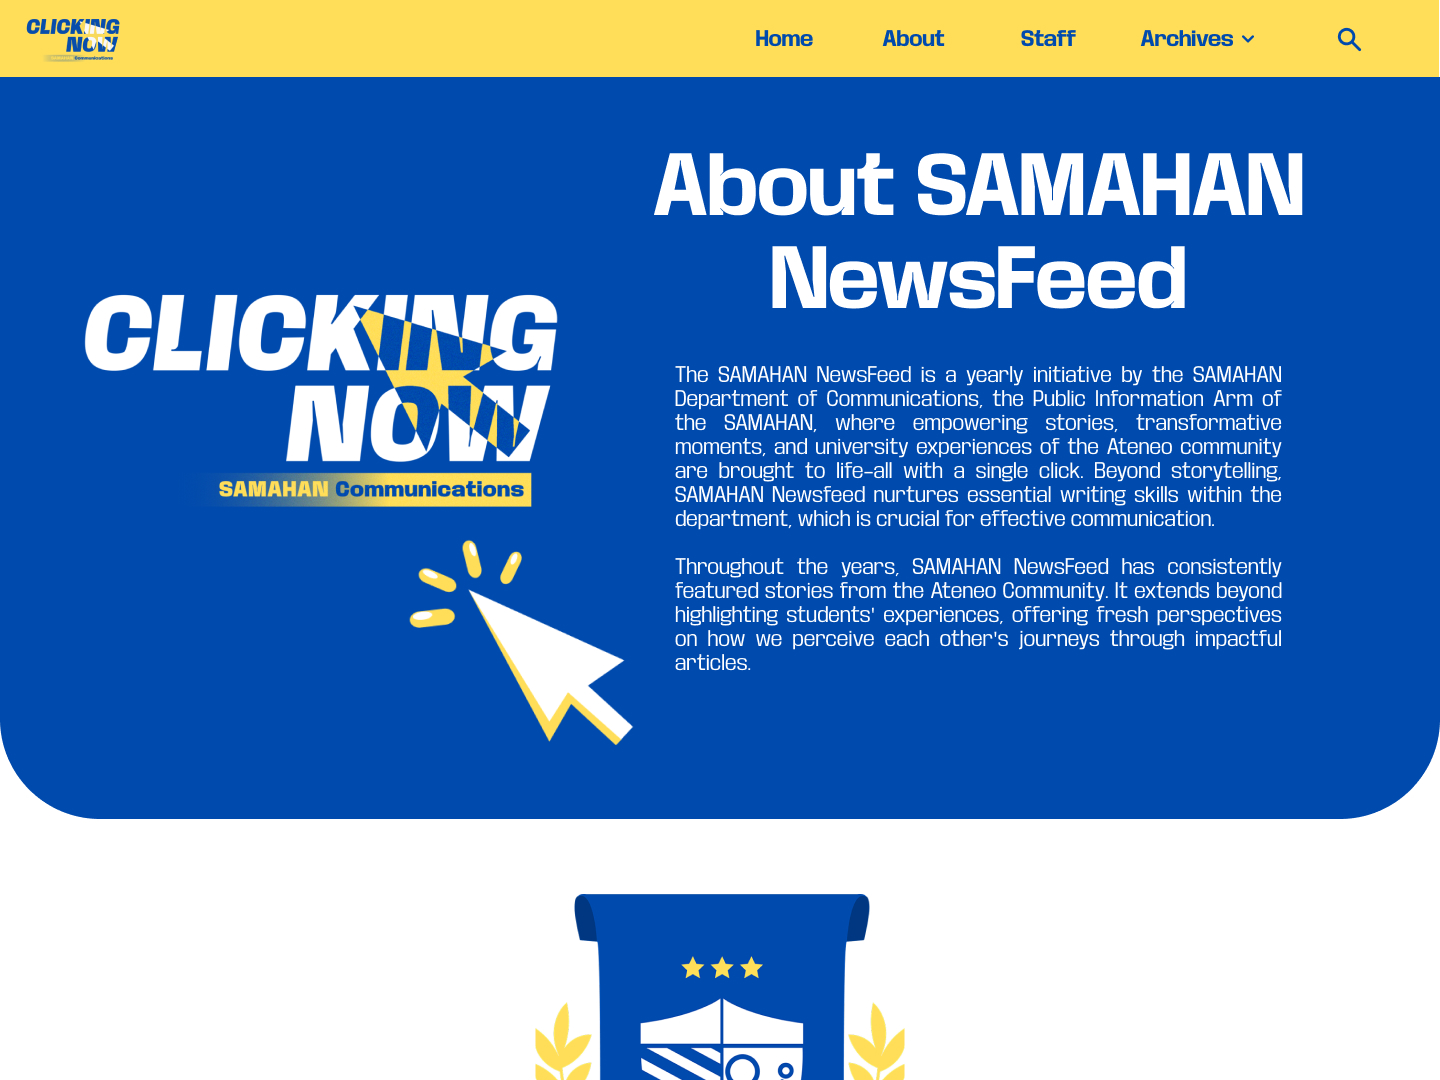 CLICKING
NOW
SAMAHAN Communications
Home About Staff Archives
About SAMAHAN
NewsFeed
CLICKING
NOW
SAMAHAN Communications
The SAMAHAN NewsFeed is a yearly initiative by the SAMAHAN
Department of Communications, the Public Information Arm of
the SAMAHAN, where empowering stories, transformative
moments, and university experiences of the Ateneo community
are brought to life-all with a single click. Beyond storytelling,
SAMAHAN Newsfeed nurtures essential writing skills within the
department, which is crucial for effective communication.
Throughout the years, SAMAHAN NewsFeed has consistently
featured stories from the Ateneo Community. It extends beyond
highlighting students' experiences, offering fresh perspectives
on how we perceive each other's journeys through impactful
articles.